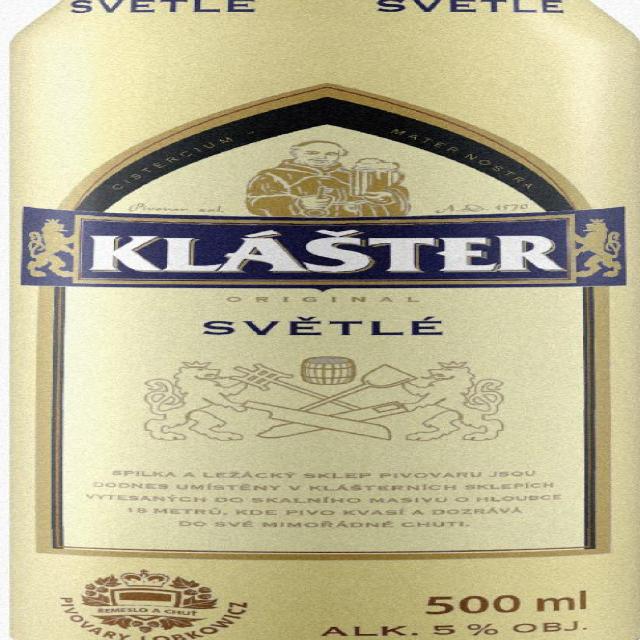 SVĚTLÉ SVĚTLÉ
CISTERCIUM · MATER NOSTRA
Pivovar zal. A.D. 1570
KLÁŠTER
ORIGINAL
SVĚTLÉ
SPILKA A LEŽÁCKÝ SKLEP PIVOVARU JSOU
DODNES UMÍSTĚNY V KLÁŠTERNÍCH SKLEPÍCH
VYTESANÝCH DO SKALNÍHO MASIVU O HLOUBCE
18 METRŮ, KDE PIVO KVASÍ A DOZRÁVÁ
DO SVÉ MIMOŘÁDNÉ CHUTI.
ŘEMESLO A CHUŤ
PIVOVARY LOBKOWICZ
500 ml
ALK. 5 % OBJ.